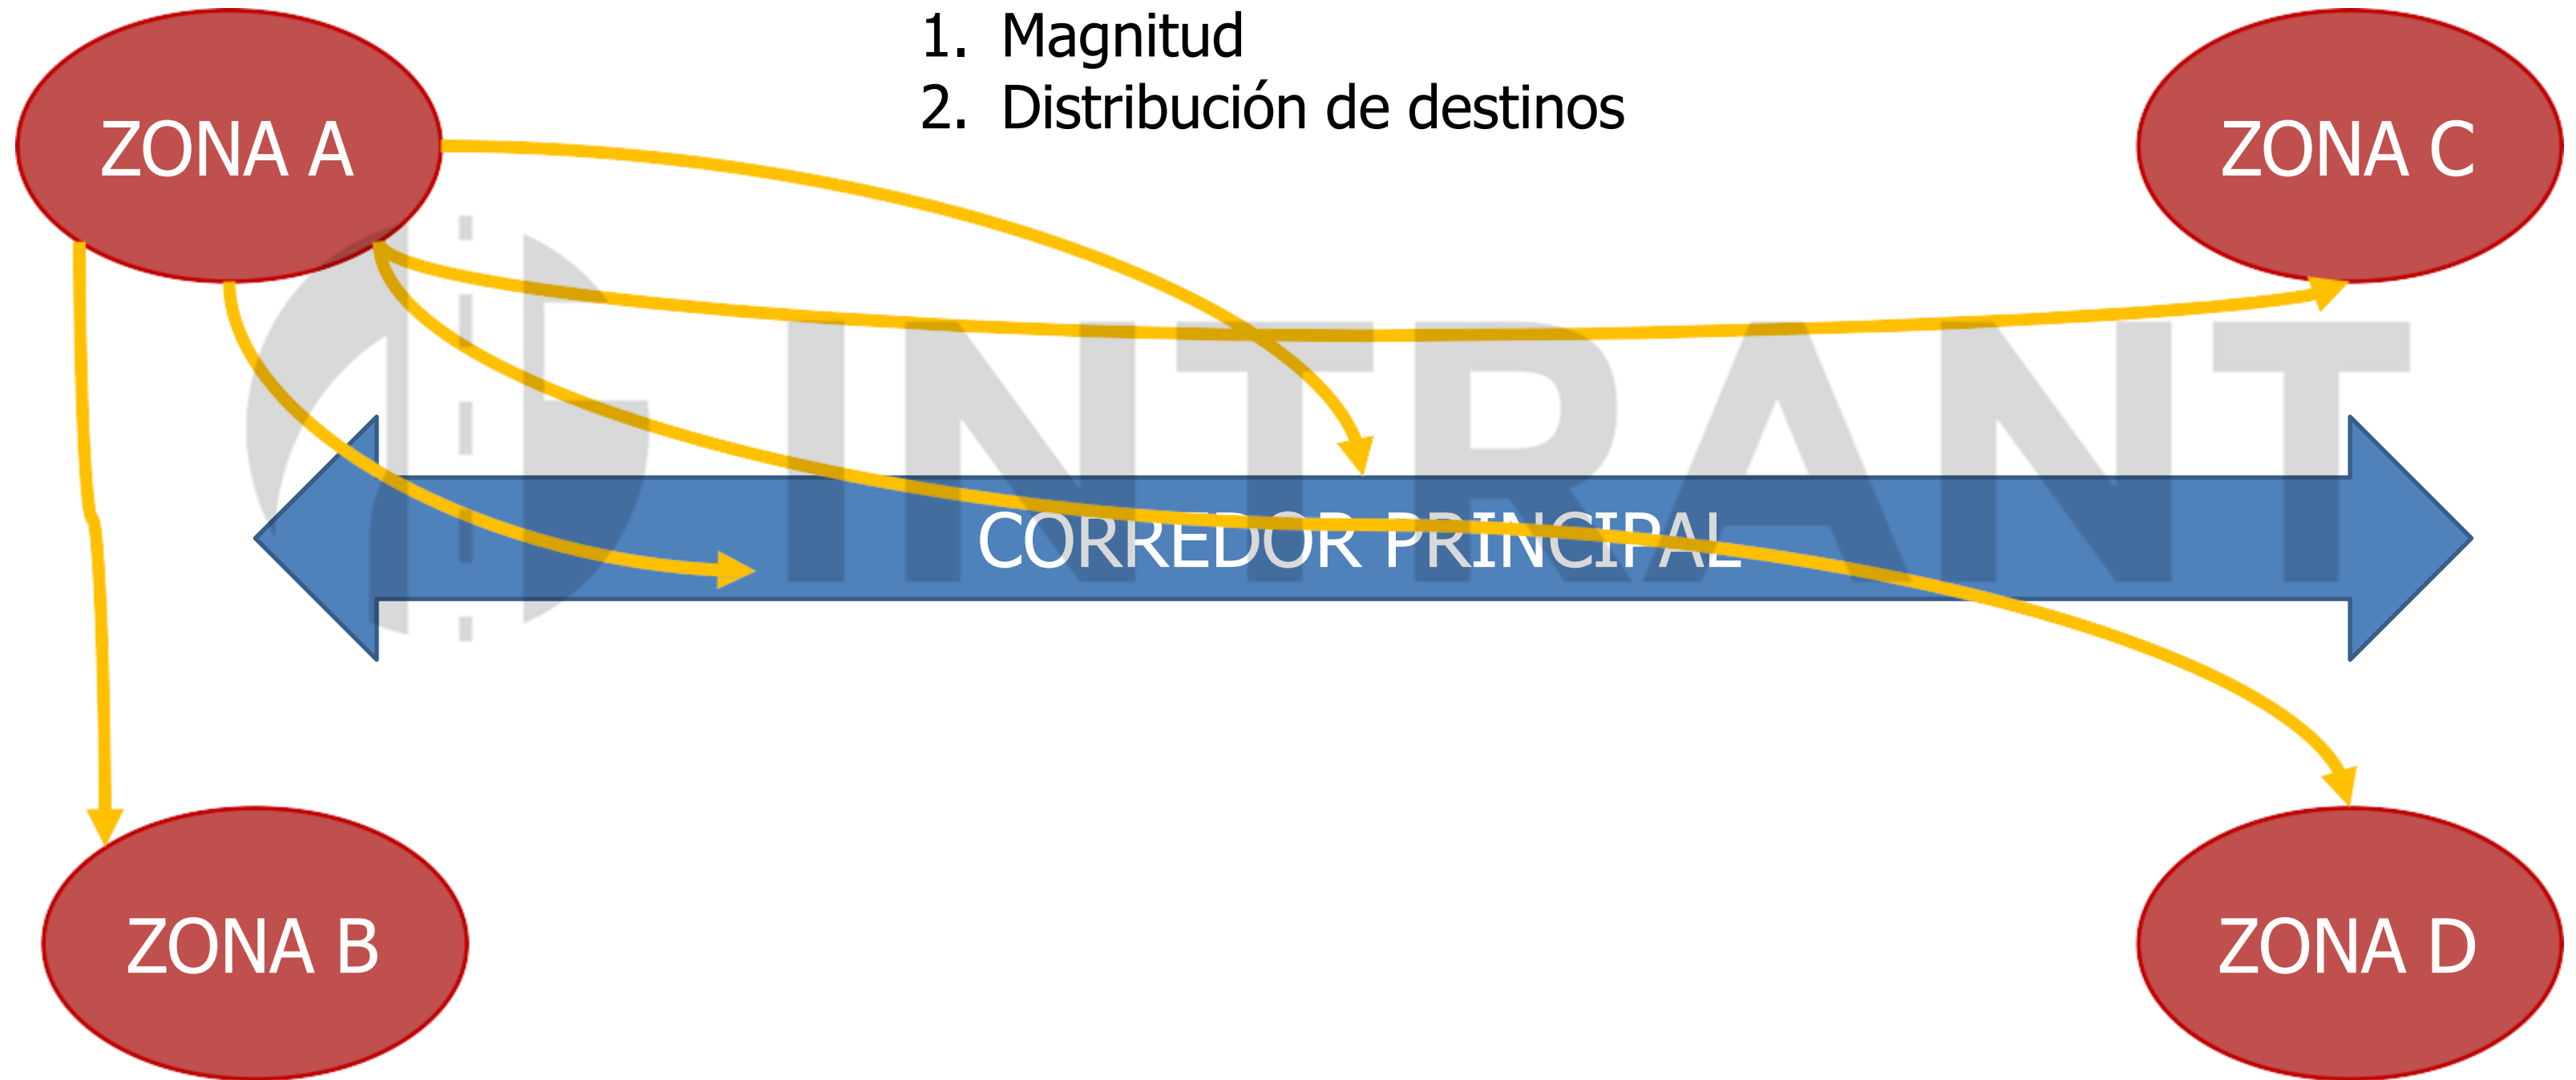 1. Magnitud
2. Distribución de destinos
ZONA A
ZONA C
INTRANT
CORREDOR PRINCIPAL
ZONA B
ZONA D